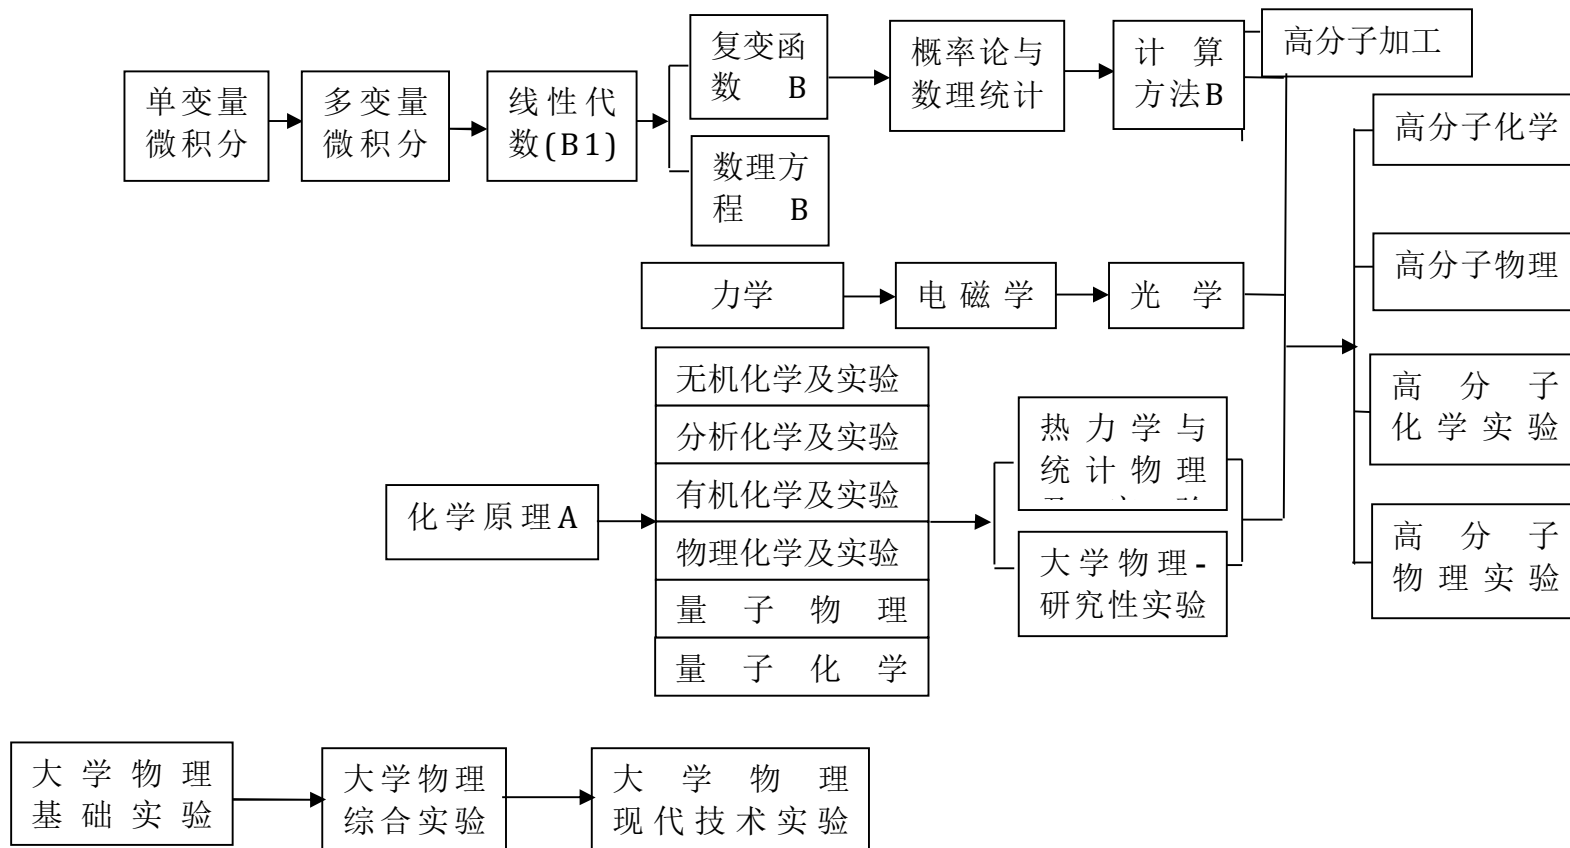 单变量
微积分
多变量
微积分
线性代
数(B1)
复变函
数 B
数理方
程 B
概率论与
数理统计
计算
方法B
高分子加工
高分子化学
高分子物理
高分子
化学实验
高分子
物理实验
力学
电磁学
光学
化学原理A
无机化学及实验
分析化学及实验
有机化学及实验
物理化学及实验
量子物理
量子化学
热力学与
统计物理
大学物理-
研究性实验
大学物理
基础实验
大学物理
综合实验
大学物理
现代技术实验